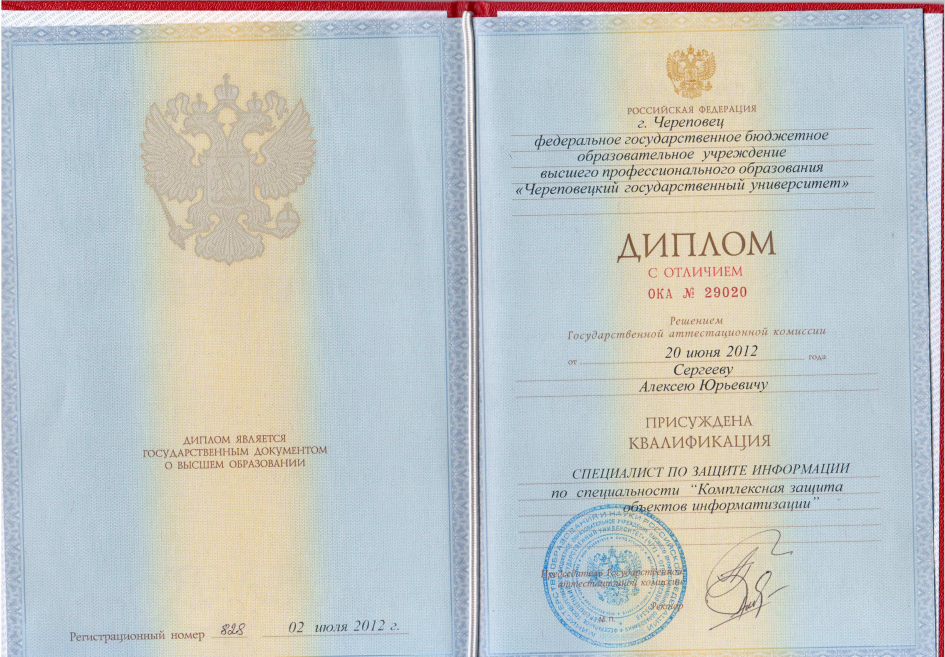 ДИПЛОМ ЯВЛЯЕТСЯ
ГОСУДАРСТВЕННЫМ ДОКУМЕНТОМ
О ВЫСШЕМ ОБРАЗОВАНИИ
Регистрационный номер 828 02 июля 2012 г.
РОССИЙСКАЯ ФЕДЕРАЦИЯ
г. Череповец
федеральное государственное бюджетное
образовательное учреждение
высшего профессионального образования
«Череповецкий государственный университет»
ДИПЛОМ
С ОТЛИЧИЕМ
ОКА № 29020
Решением
Государственной аттестационной комиссии
от 20 июня 2012 года
Сергееву
Алексею Юрьевичу
ПРИСУЖДЕНА
КВАЛИФИКАЦИЯ
СПЕЦИАЛИСТ ПО ЗАЩИТЕ ИНФОРМАЦИИ
по специальности “Комплексная защита
объектов информатизации”
Председатель Государственной
аттестационной комиссии
Ректор
М.П.